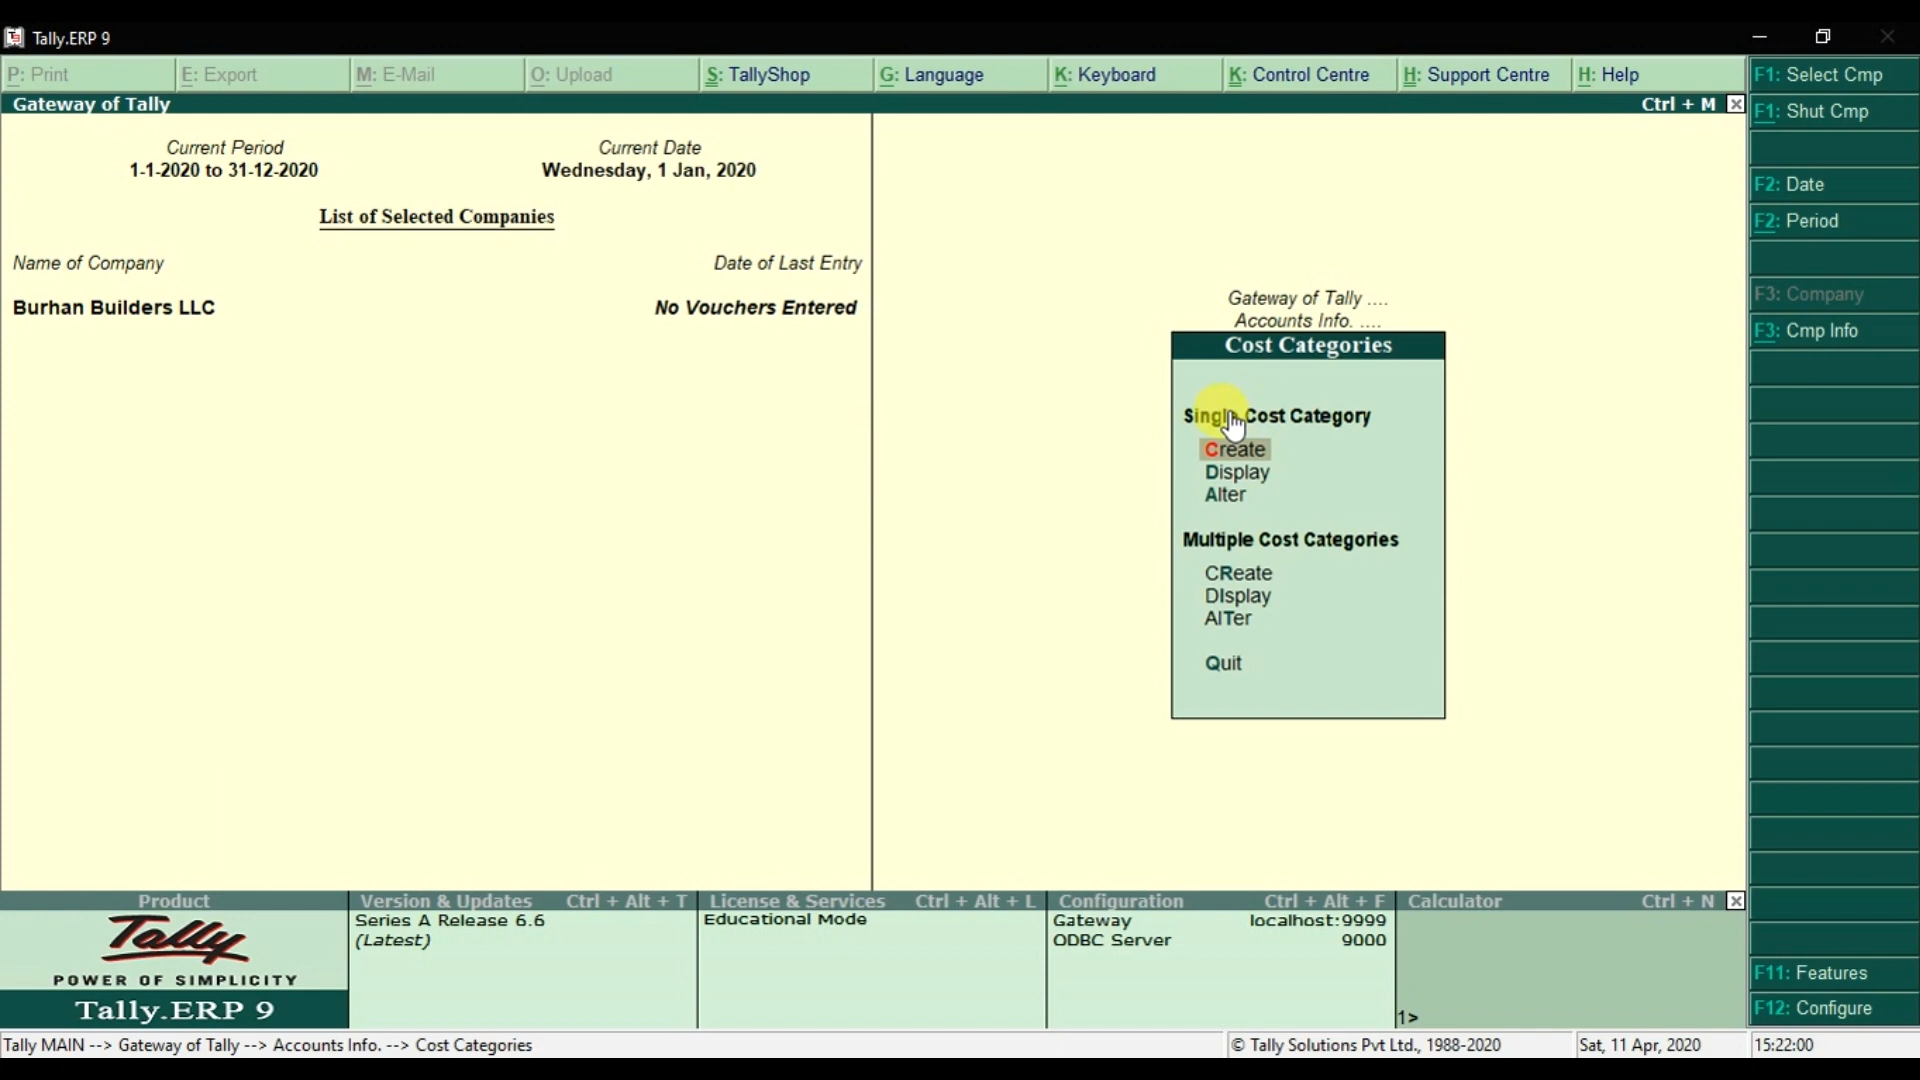 Tally.ERP 9
P: Print E: Export M: E-Mail O: Upload S: TallyShop G: Language K: Keyboard K: Control Centre H: Support Centre H: Help
Gateway of Tally Ctrl + M
Current Period Current Date
1-1-2020 to 31-12-2020 Wednesday, 1 Jan, 2020
List of Selected Companies
Name of Company Date of Last Entry
Burhan Builders LLC No Vouchers Entered
Gateway of Tally ....
Accounts Info. ....
Cost Categories
Single Cost Category
Create
Display
Alter
Multiple Cost Categories
CReate
DIsplay
AlTer
Quit
F1: Select Cmp
F1: Shut Cmp
F2: Date
F2: Period
F3: Company
F3: Cmp Info
F11: Features
F12: Configure
Product
Tally
POWER OF SIMPLICITY
Tally.ERP 9
Version & Updates Ctrl + Alt + T
Series A Release 6.6
(Latest)
License & Services Ctrl + Alt + L
Educational Mode
Configuration Ctrl + Alt + F
Gateway localhost:9999
ODBC Server 9000
Calculator Ctrl + N
1>
Tally MAIN --> Gateway of Tally --> Accounts Info. --> Cost Categories © Tally Solutions Pvt Ltd., 1988-2020 Sat, 11 Apr, 2020 15:22:00